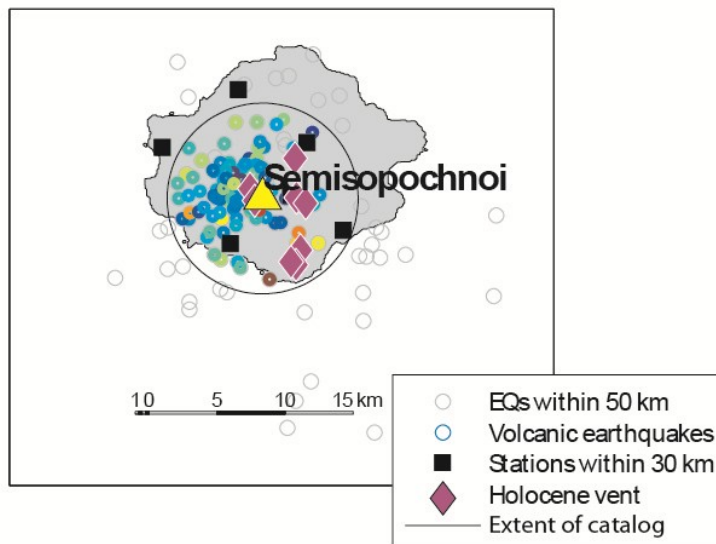 Semisopochnoi
1 0 5 10 15 km
EQs within 50 km
Volcanic earthquakes
Stations within 30 km
Holocene vent
Extent of catalog